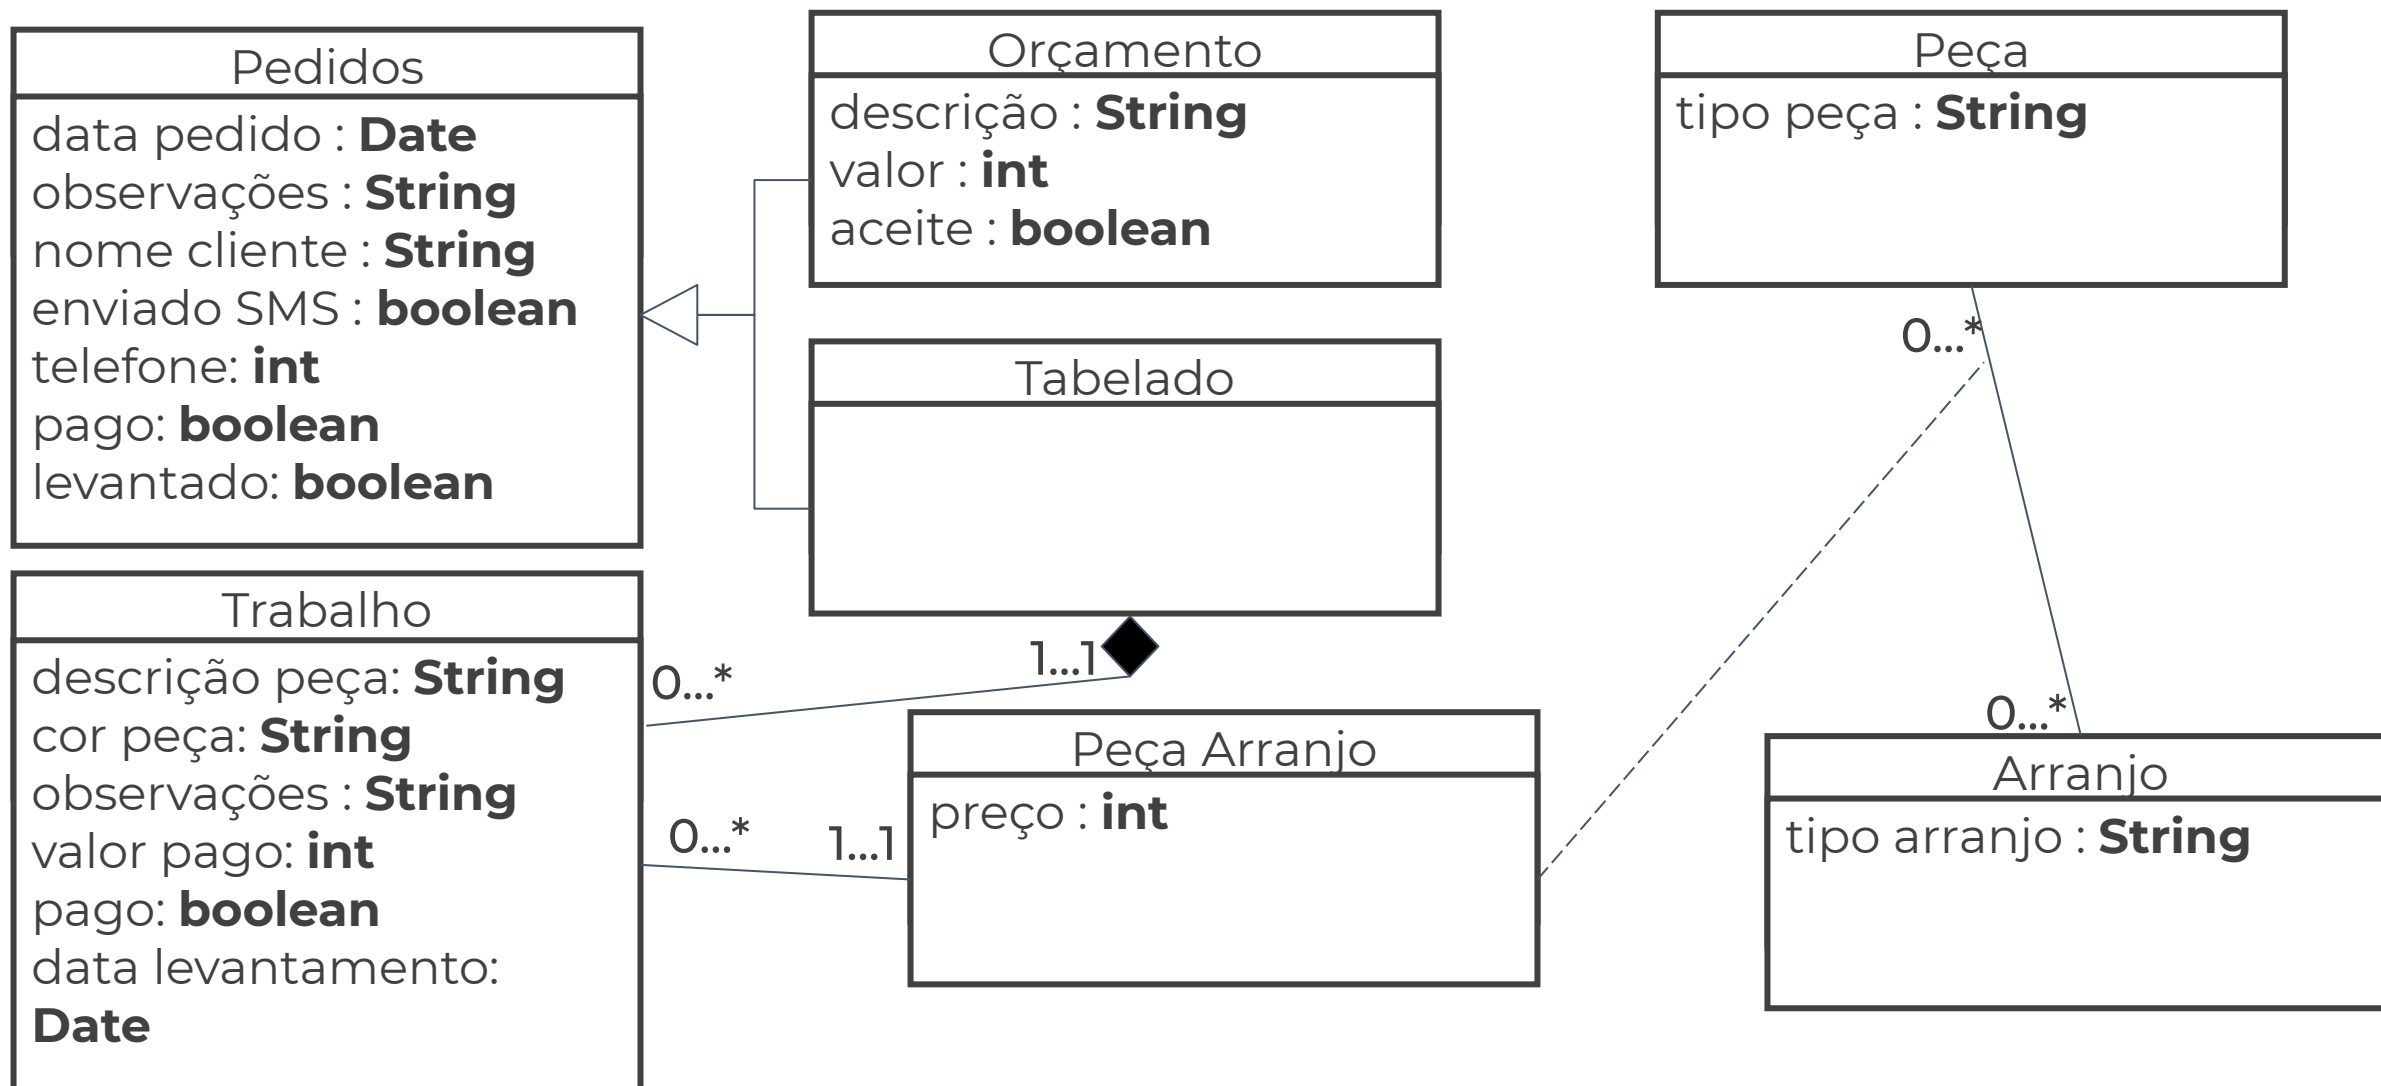 Pedidos
data pedido : Date
observações : String
nome cliente : String
enviado SMS : boolean
telefone: int
pago: boolean
levantado: boolean
Orçamento
descrição : String
valor : int
aceite : boolean
Peça
tipo peça : String
0...*
Tabelado
1...1
0...*
Trabalho
descrição peça: String
cor peça: String
observações : String
valor pago: int
pago: boolean
data levantamento:
Date
0...*
1...1
Peça Arranjo
preço : int
0...*
Arranjo
tipo arranjo : String